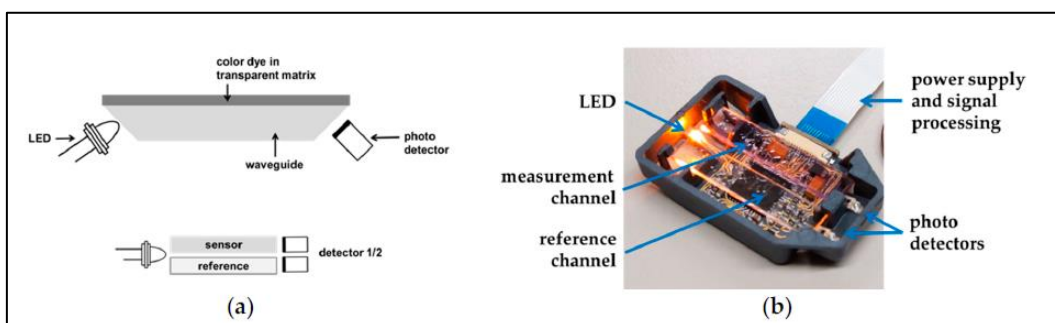 color dye in
transparent matrix
LED
photo
detector
waveguide
sensor
reference
detector 1/2
(a)
LED
measurement
channel
reference
channel
power supply
and signal
processing
photo
detectors
(b)